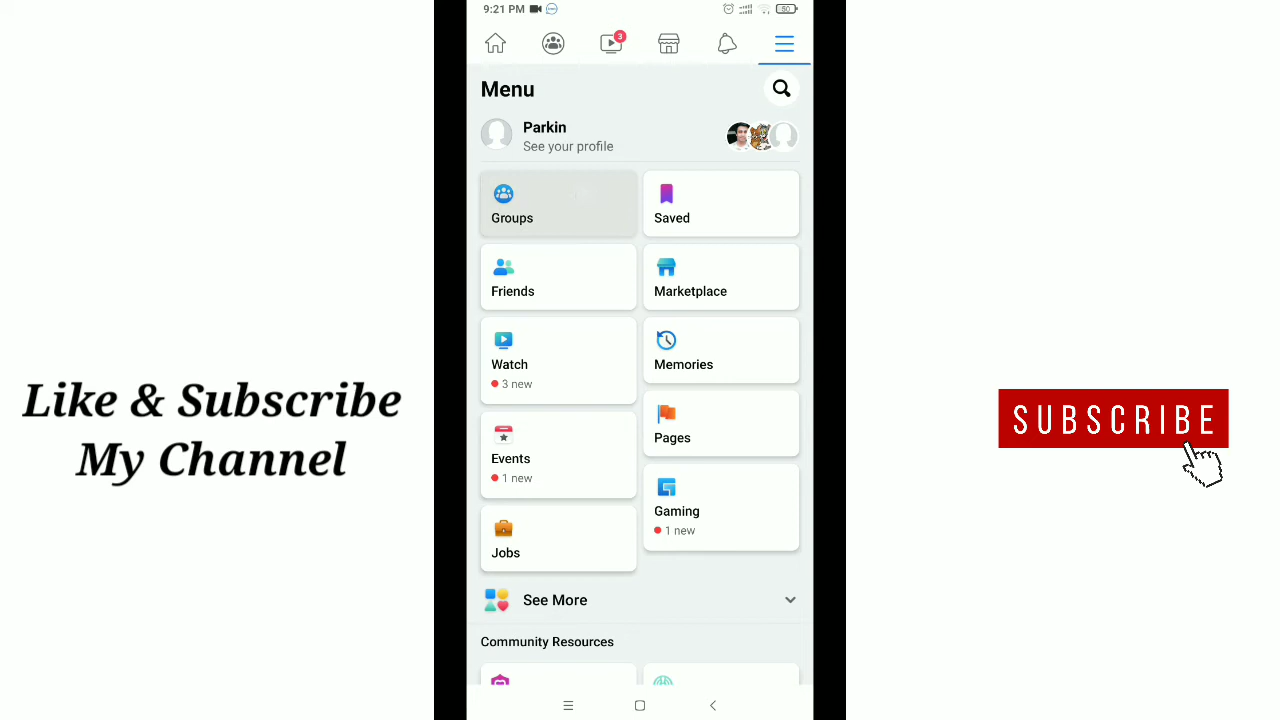 9:21 PM
50
3
Menu
Parkin
See your profile
Groups
Saved
Friends
Marketplace
Watch
3 new
Memories
Pages
Events
1 new
Gaming
1 new
Jobs
See More
Community Resources
Like & Subscribe
My Channel
SUBSCRIBE